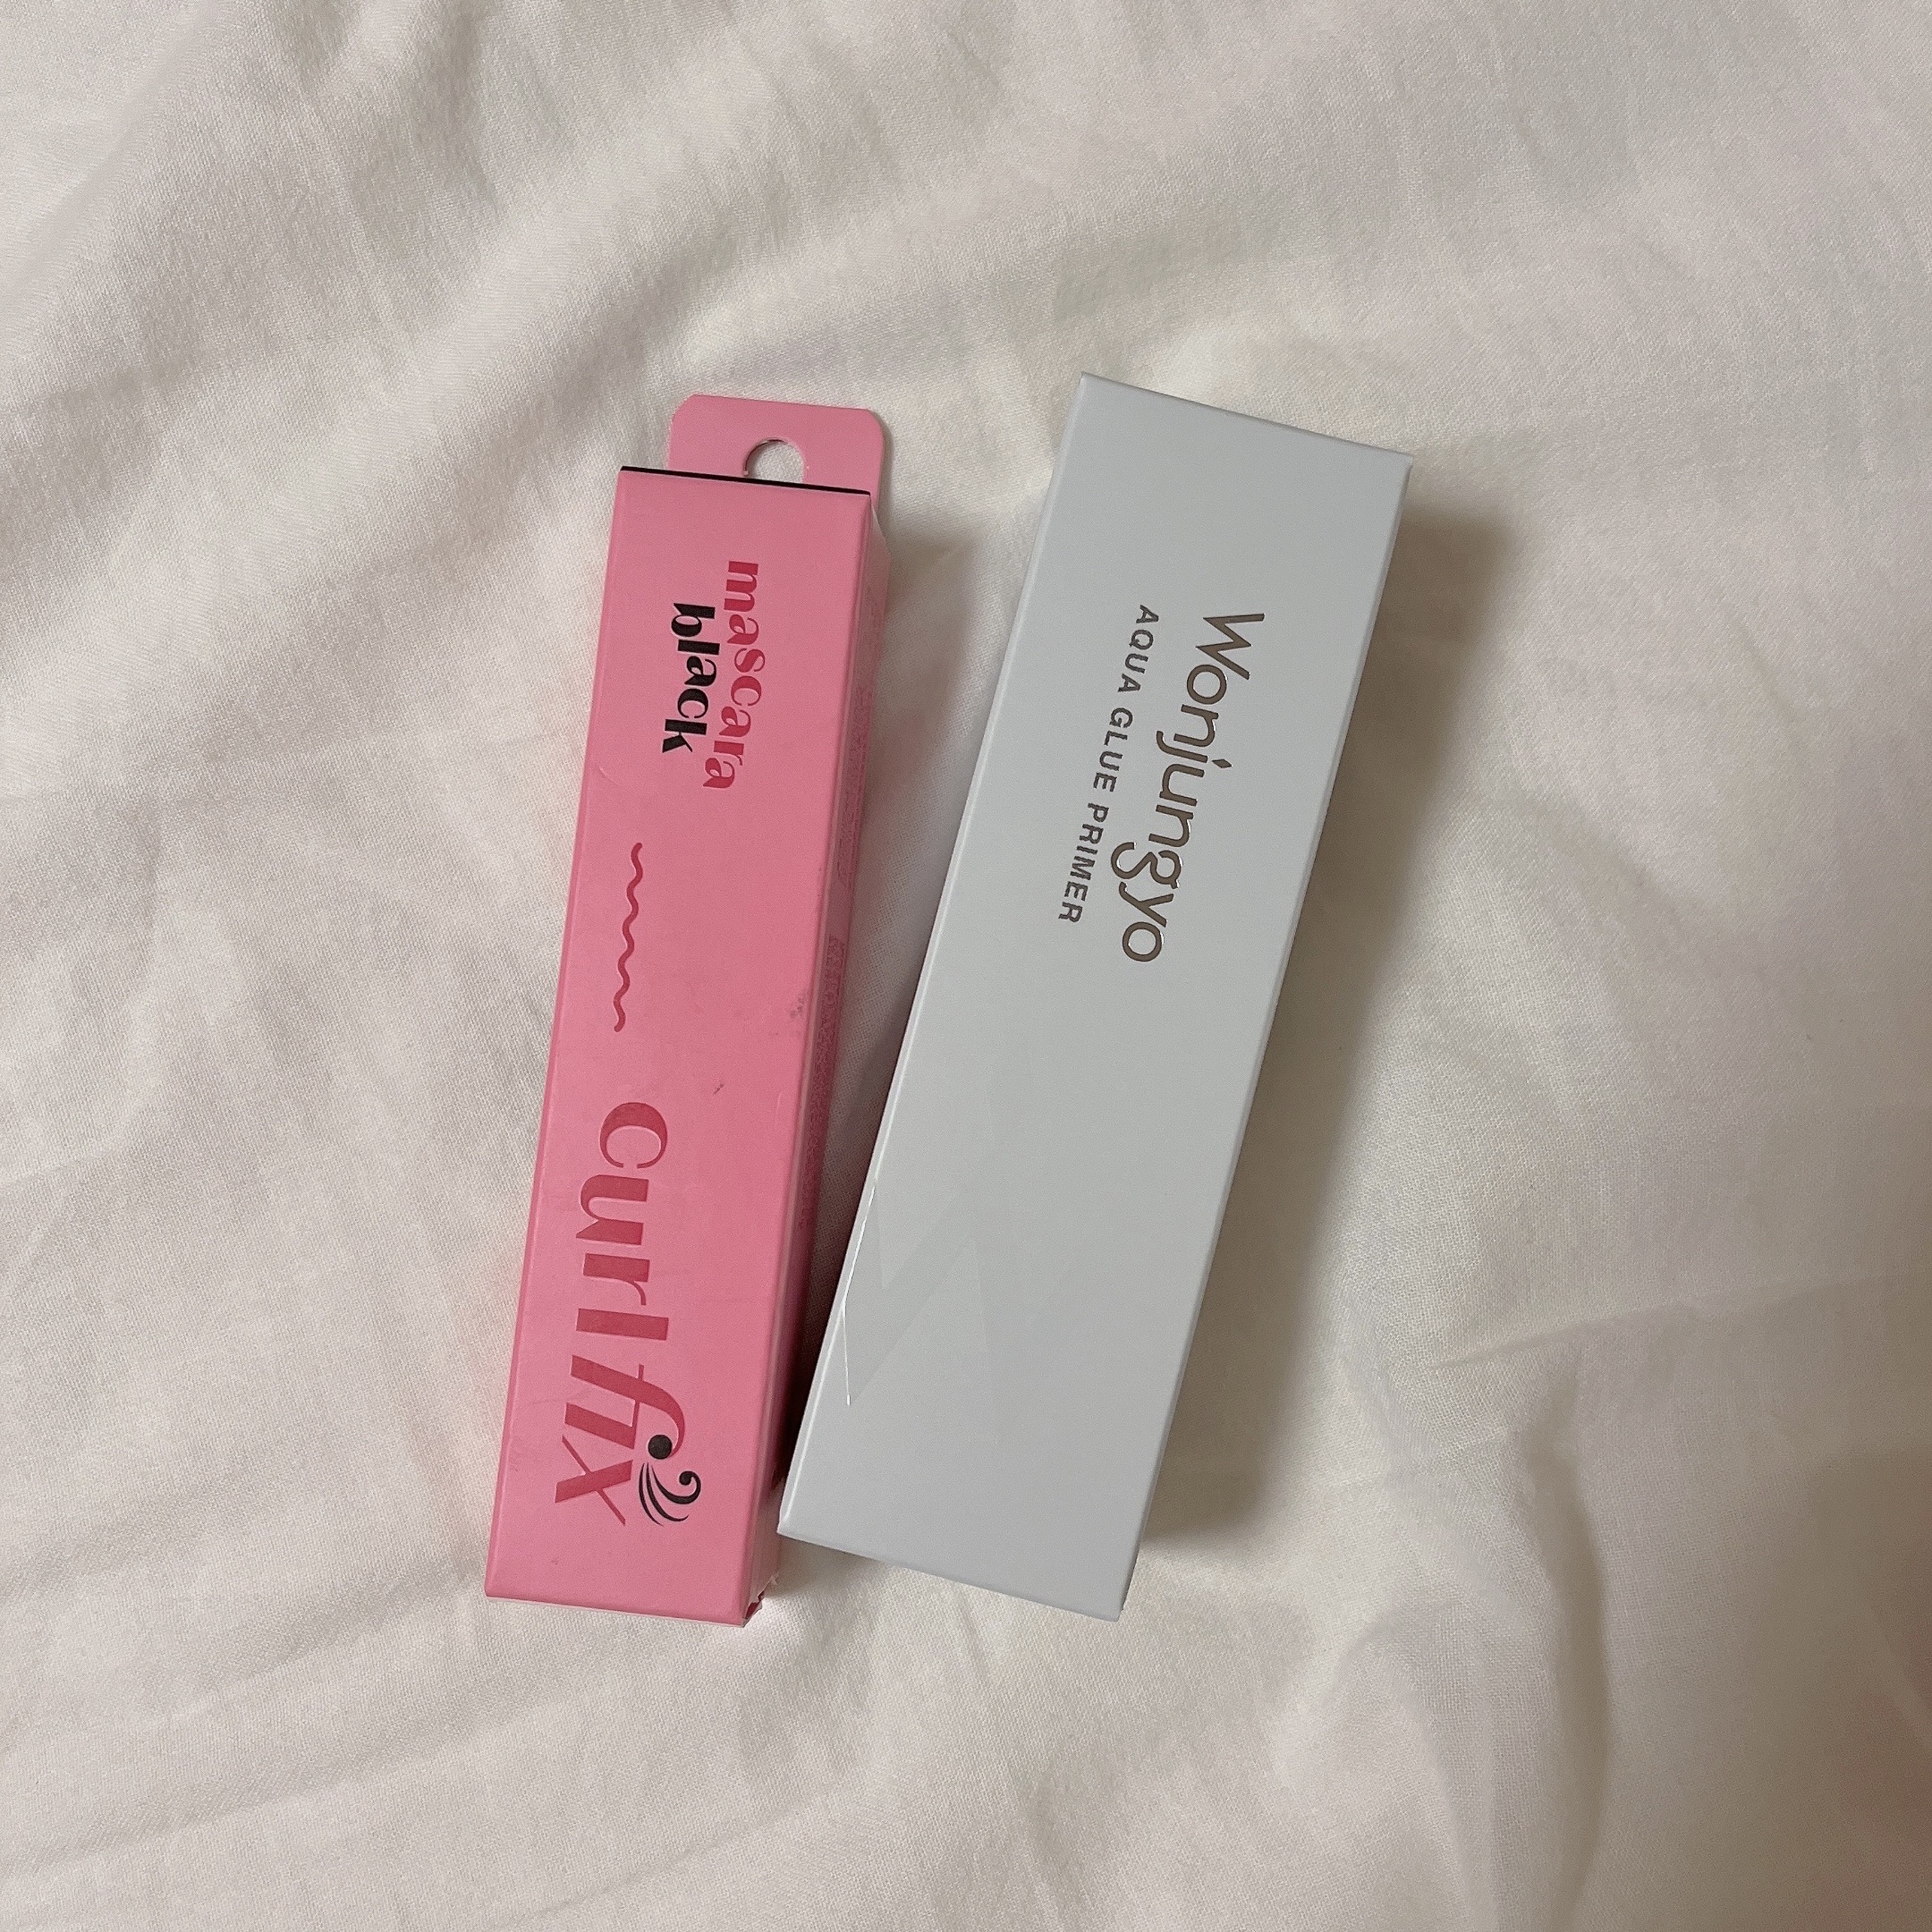 mascara
black
curl fix
Wonjungyo
AQUA GLUE PRIMER